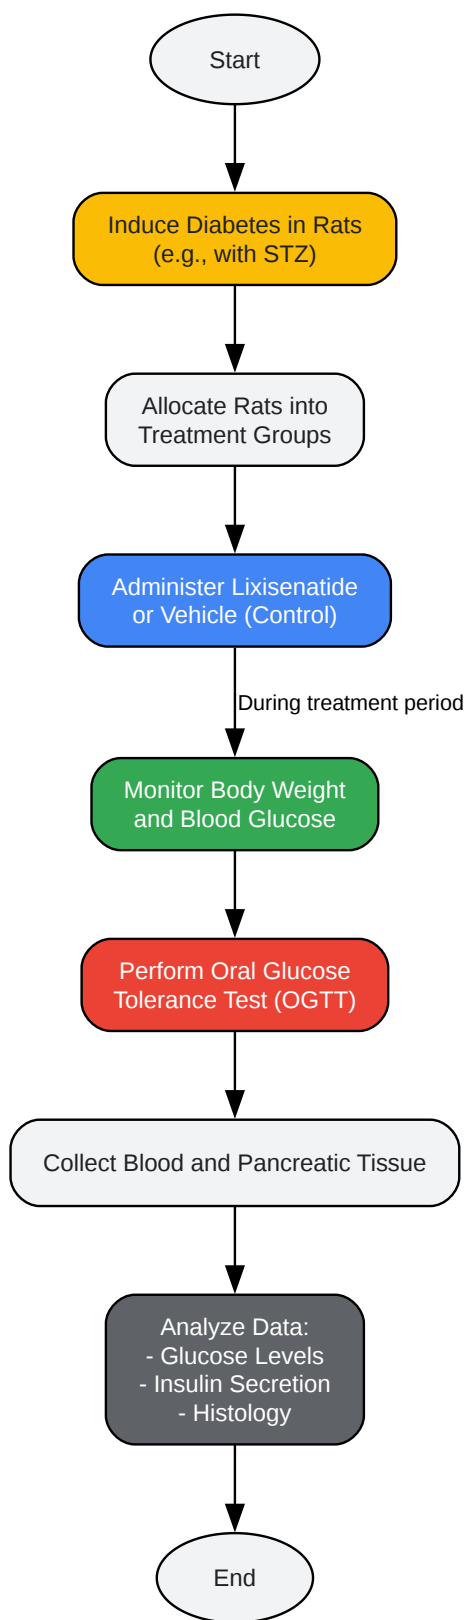 Start
Induce Diabetes in Rats
(e.g., with STZ)
Allocate Rats into
Treatment Groups
Administer Lixisenatide
or Vehicle (Control)
During treatment period
Monitor Body Weight
and Blood Glucose
Perform Oral Glucose
Tolerance Test (OGTT)
Collect Blood and Pancreatic Tissue
Analyze Data:
- Glucose Levels
- Insulin Secretion
- Histology
End